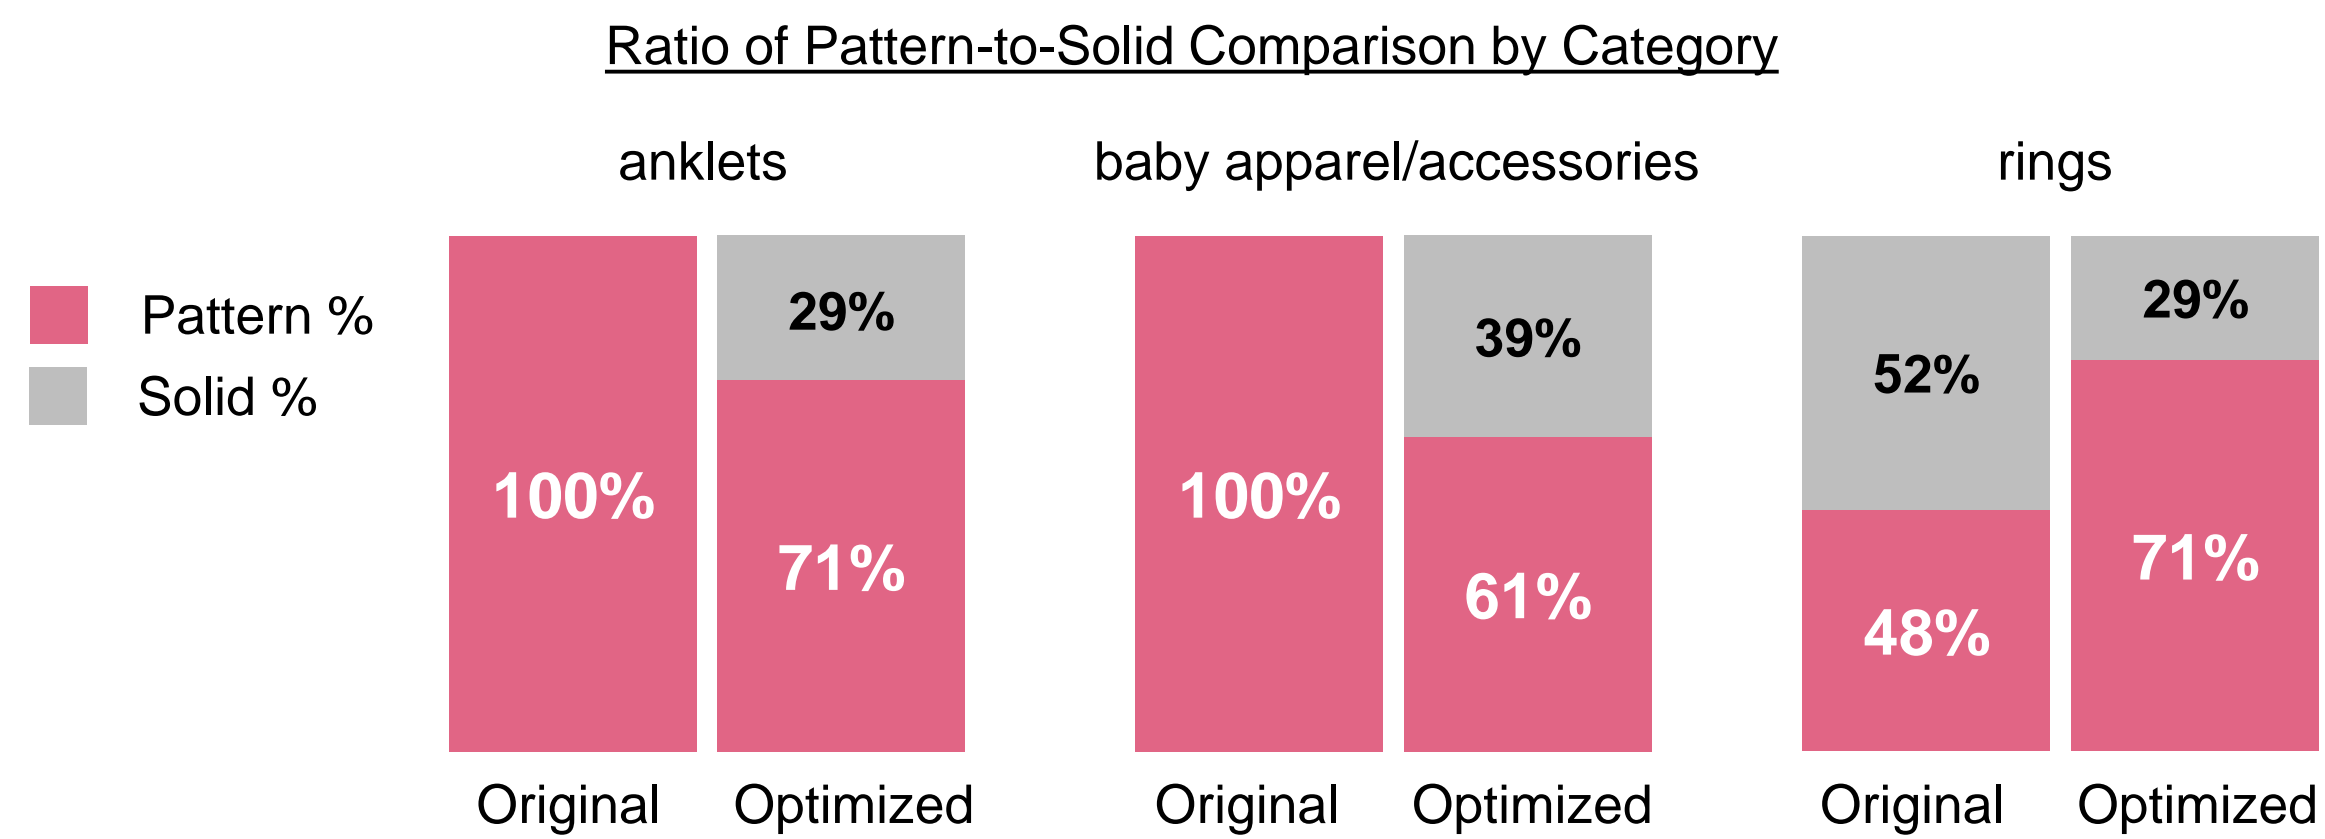 Ratio of Pattern-to-Solid Comparison by Category
anklets
baby apparel/accessories
rings
Pattern %
Solid %
100%
29%
71%
100%
39%
61%
52%
48%
29%
71%
Original
Optimized
Original
Optimized
Original
Optimized